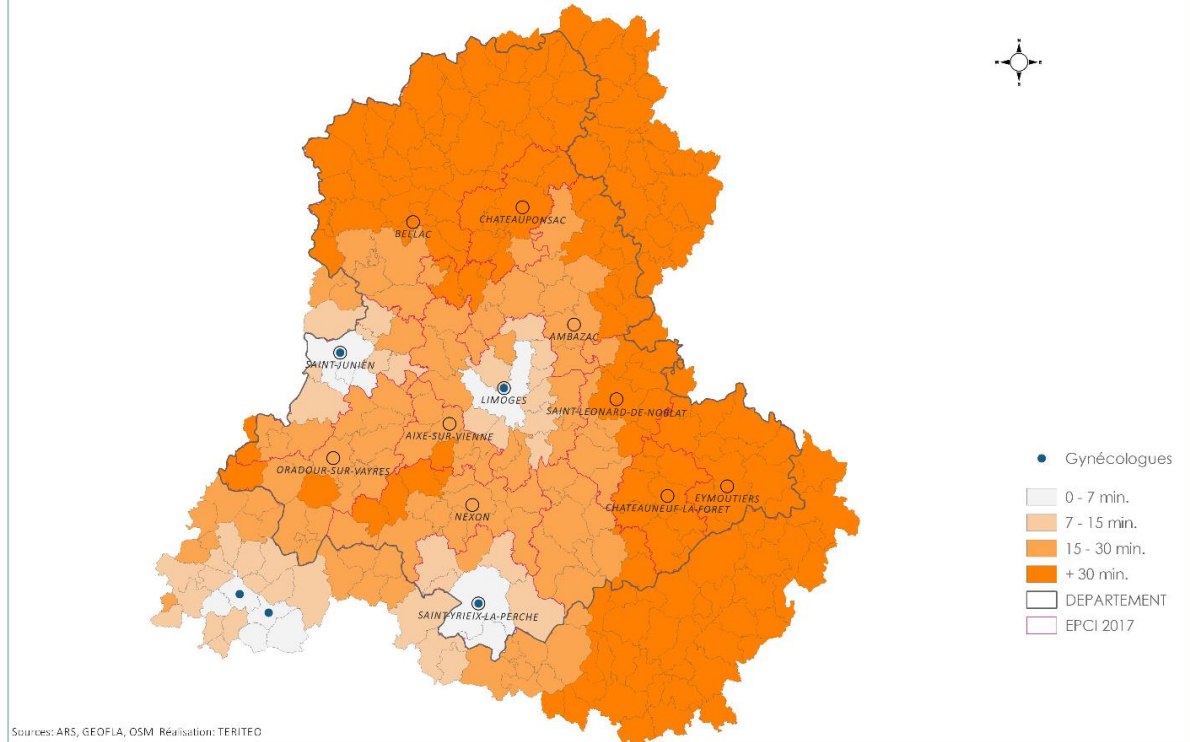 N
CHATEAUPONSAC
BELLAC
AMBAZAC
SAINT-JUNIEN
LIMOGES
SAINT-LEONARD-DE-NOBLAT
AIXE-SUR-VIENNE
ORADOUR-SUR-VAYRES
EYMOUTIERS
CHATEAUNEUF-LA-FORET
NEXON
SAINT-YRIEIX-LA-PERCHE
Gynécologues
0 - 7 min.
7 - 15 min.
15 - 30 min.
+ 30 min.
DEPARTEMENT
EPCI 2017
Sources: ARS, GEOFLA, OSM Réalisation: TERITEO